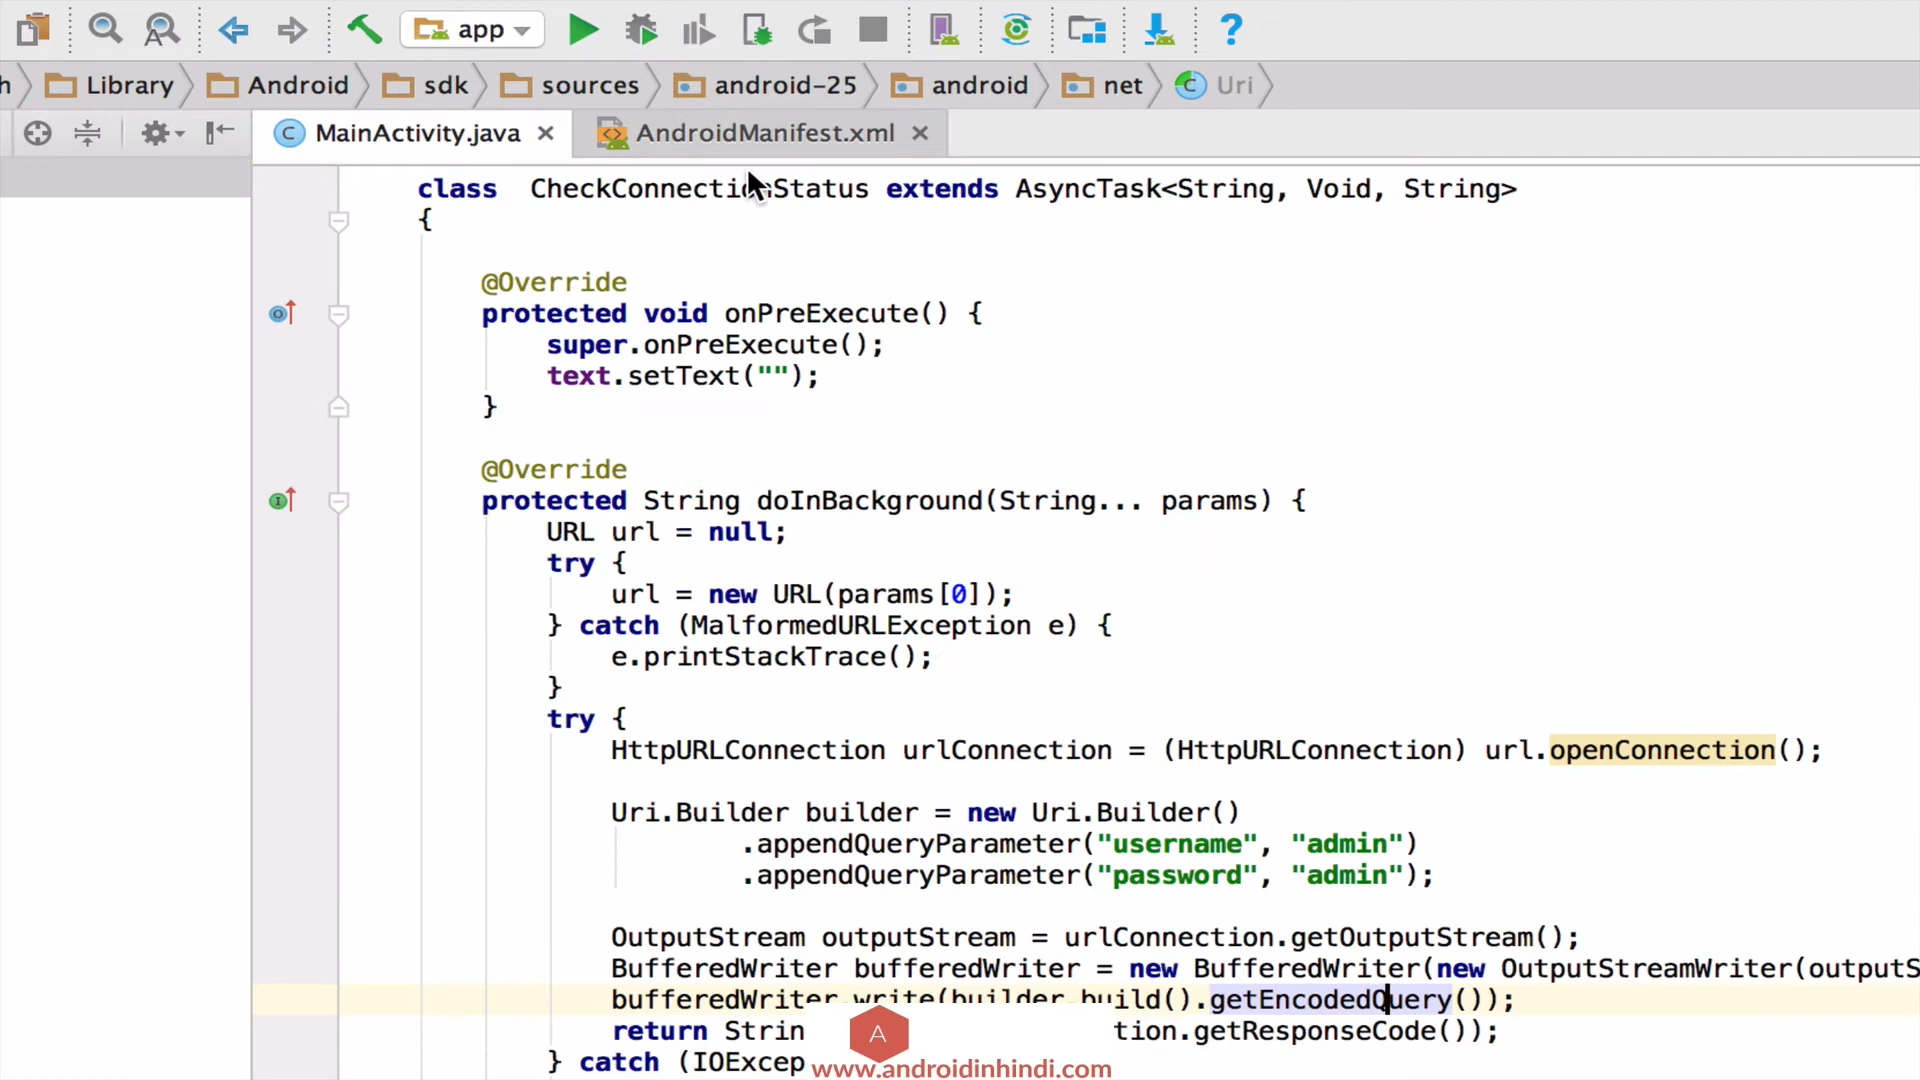 app
h Library Android sdk sources android-25 android net Uri
MainActivity.java AndroidManifest.xml
class CheckConnectionStatus extends AsyncTask<String, Void, String>
{
@Override
protected void onPreExecute() {
super.onPreExecute();
text.setText("");
}
@Override
protected String doInBackground(String... params) {
URL url = null;
try {
url = new URL(params[0]);
} catch (MalformedURLException e) {
e.printStackTrace();
}
try {
HttpURLConnection urlConnection = (HttpURLConnection) url.openConnection();
Uri.Builder builder = new Uri.Builder()
.appendQueryParameter("username", "admin")
.appendQueryParameter("password", "admin");
OutputStream outputStream = urlConnection.getOutputStream();
BufferedWriter bufferedWriter = new BufferedWriter(new OutputStreamWriter(outputS
bufferedWriter.write(builder.build().getEncodedQuery());
return Strin tion.getResponseCode());
} catch (IOExcep
A
www.androidinhindi.com